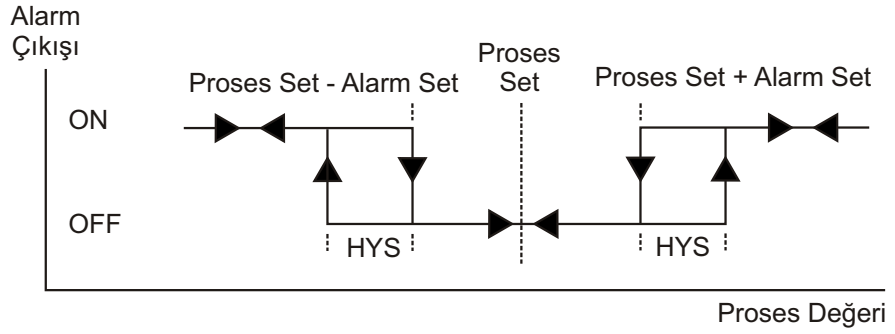 Alarm
Çıkışı
Proses
Set
Proses Set - Alarm Set
Proses Set + Alarm Set
ON
OFF
HYS
HYS
Proses Değeri